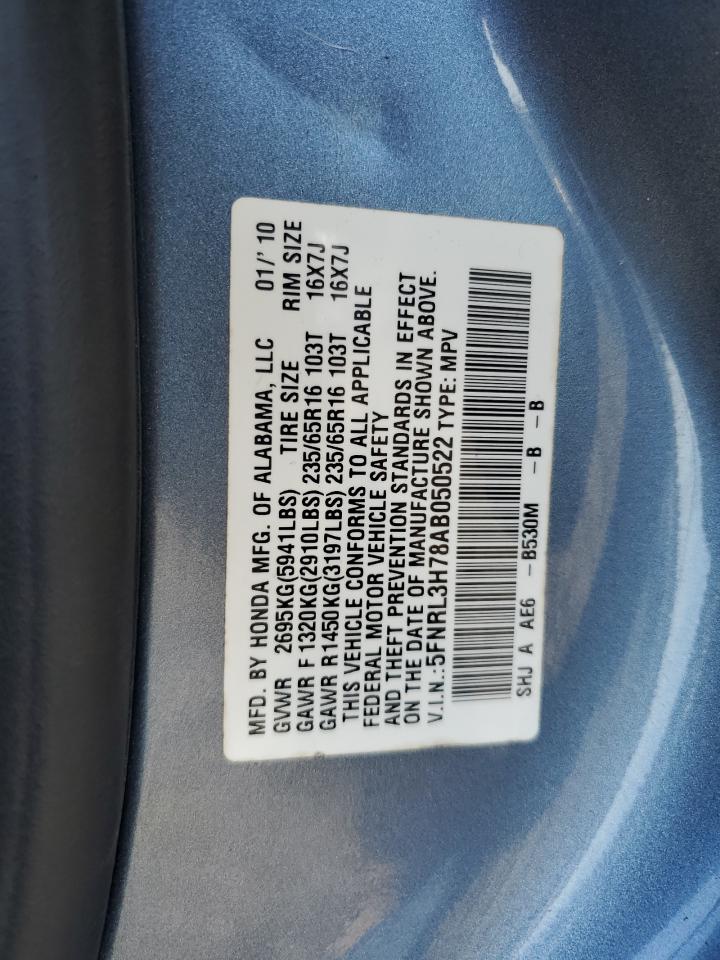 MFD. BY HONDA MFG. OF ALABAMA, LLC 01/' 10
GVWR 2695KG(5941LBS) TIRE SIZE RIM SIZE
GAWR F 1320KG(2910LBS) 235/65R16 103T 16X7J
GAWR R 1450KG(3197LBS) 235/65R16 103T 16X7J
THIS VEHICLE CONFORMS TO ALL APPLICABLE
FEDERAL MOTOR VEHICLE SAFETY
AND THEFT PREVENTION STANDARDS IN EFFECT
ON THE DATE OF MANUFACTURE SHOWN ABOVE.
V.I.N.:5FNRL3H78AB050522 TYPE: MPV
SHJ A AE6 -B530M -B -B